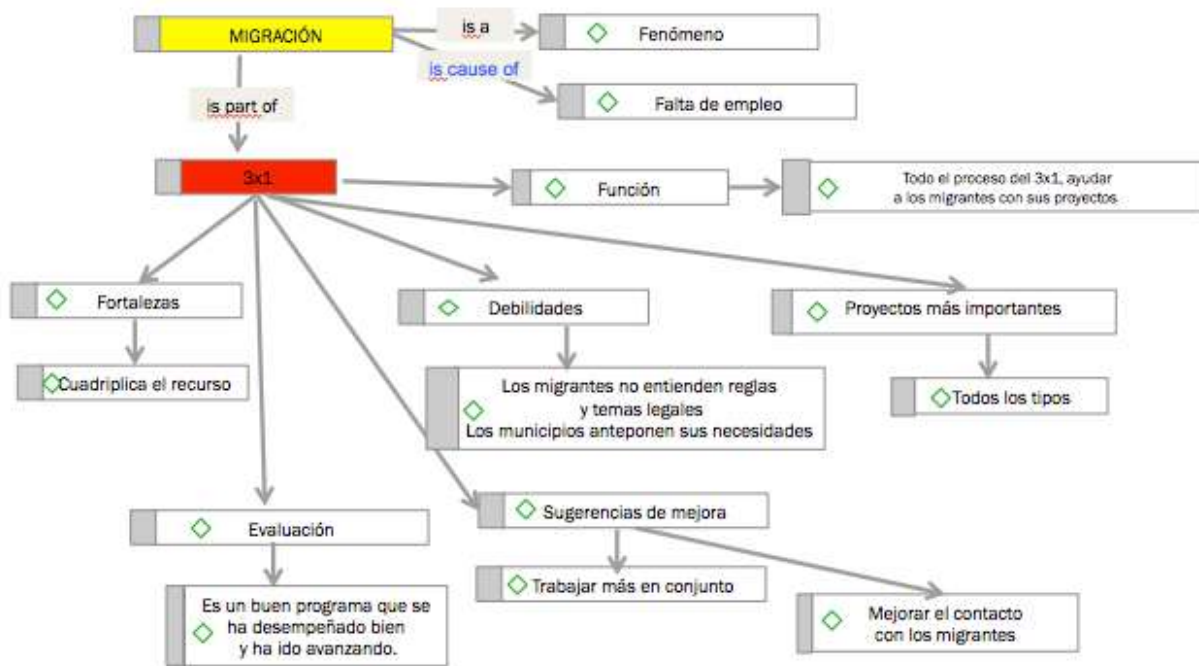 MIGRACIÓN
is a
Fenómeno
is cause of
Falta de empleo
is part of
3x1
Función
Todo el proceso del 3x1, ayudar
a los migrantes con sus proyectos
Fortalezas
Debilidades
Proyectos más importantes
Cuadriplica el recurso
Los migrantes no entienden reglas
y temas legales
Los municipios anteponen sus necesidades
Todos los tipos
Evaluación
Sugerencias de mejora
Es un buen programa que se
ha desempeñado bien
y ha ido avanzando.
Trabajar más en conjunto
Mejorar el contacto
con los migrantes